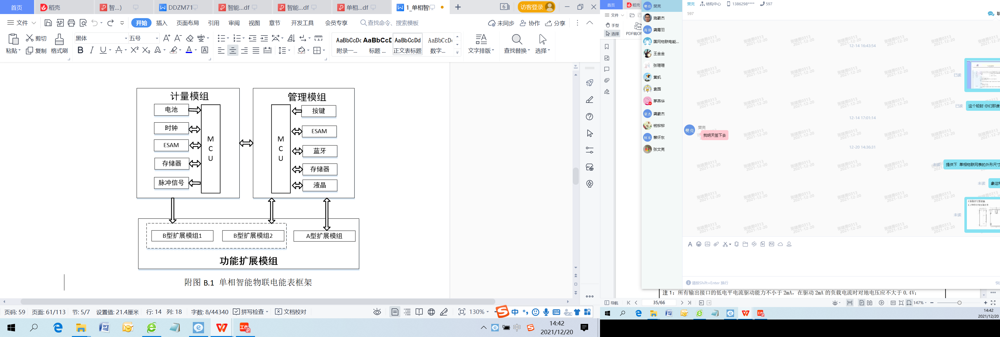 首页
稻壳
智...)
DDZM71
智能...df
智能...df
单相...df
1_单相智
6
访客登录
文件
开始
插入
页面布局
引用
审阅
视图
章节
开发工具
会员专享
查找命令、搜索模板
未同步
协作
分享
粘贴
剪切
复制
格式刷
黑体
五号
AaBbCcDc
AaBbCcD
AaBbCcDd
AaBbCcD
附录一...
标题 ...
正文表标题
数字...
文字排版
查找替换
选择
计量模组
电池
时钟
ESAM
存储器
脉冲信号
MCU
管理模组
MCU
按键
ESAM
蓝牙
存储器
液晶
B型扩展模组1
B型扩展模组2
A型扩展模组
功能扩展模组
附图 B.1 单相智能物联电能表框架
页码: 59
页面: 61/113
节: 5/7
设置值: 21.4厘米
行: 14
列: 18
字数: 8/44340
拼写检查
文档校对
130%
中
14:42
2021/12/20
首页
稻壳
文件
手型
选择
PDF转Of
樊亮
施豪杰
龚霄羽
国网物联电能...
王金金
张珊珊
董凯
袁园
茅燕华
龚豪杰
钱柳柳
蔡怀东
张文亮
樊亮
结构中心
1386298****
597
597
12-14 16:43:54
已读
已读
这个铅封 你们那谁
12-14 17:01:14
樊亮
我明天签下去
12-20 14:36:31
未读
提供下 单相物联网表的外形尺寸
未读
象这种
未读
张建勇0313
2021-12-20
请按Shift+Enter 换行
注 1：所有输出接口的低电平电流驱动能力不小于 2mA，在驱动 2mA 的负载电流时对地电压应不大于 0.4V；
导航
35/66
147%
14:42
2021/12/20